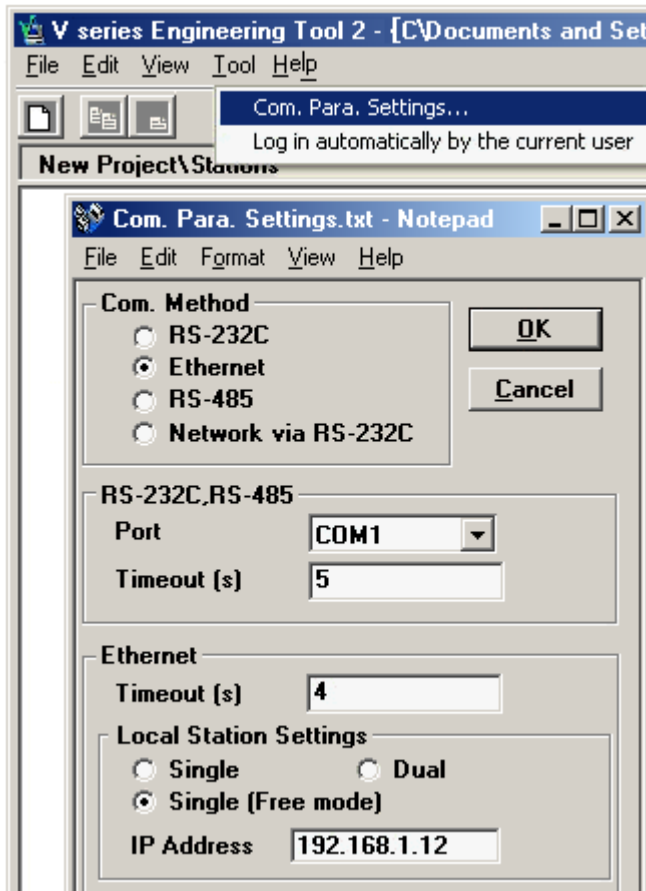 V series Engineering Tool 2 - [C\Documents and Set
File Edit View Tool Help
Com. Para. Settings...
Log in automatically by the current user
New Project\Stations
Com. Para. Settings.txt - Notepad
File Edit Format View Help
Com. Method
RS-232C
OK
Ethernet
RS-485
Cancel
Network via RS-232C
RS-232C,RS-485
Port COM1
Timeout (s) 5
Ethernet
Timeout (s) 4
Local Station Settings
Single Dual
Single (Free mode)
IP Address 192.168.1.12